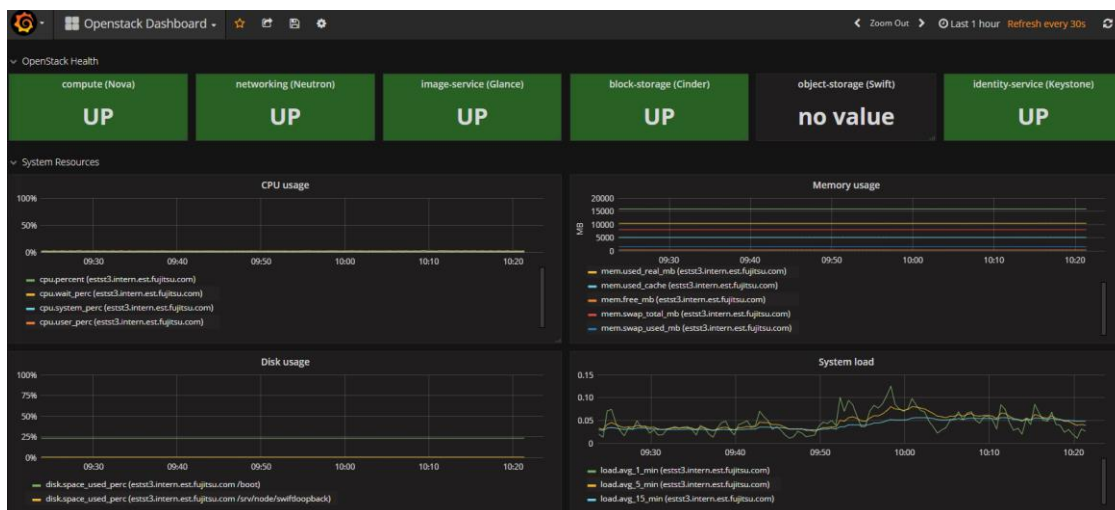 Openstack Dashboard
Zoom Out Last 1 hour Refresh every 30s
OpenStack Health
compute (Nova)
UP
networking (Neutron)
UP
image-service (Glance)
UP
block-storage (Cinder)
UP
object-storage (Swift)
no value
identity-service (Keystone)
UP
System Resources
CPU usage
100%
50%
0%
09:30 09:40 09:50 10:00 10:10 10:20
cpu.percent (estst3.intern.est.fujitsu.com)
cpu.wait_perc (estst3.intern.est.fujitsu.com)
cpu.system_perc (estst3.intern.est.fujitsu.com)
cpu.user_perc (estst3.intern.est.fujitsu.com)
Memory usage
MB
20000
15000
10000
5000
0
09:30 09:40 09:50 10:00 10:10 10:20
mem.used_real_mb (estst3.intern.est.fujitsu.com)
mem.used_cache (estst3.intern.est.fujitsu.com)
mem.free_mb (estst3.intern.est.fujitsu.com)
mem.swap_total_mb (estst3.intern.est.fujitsu.com)
mem.swap_used_mb (estst3.intern.est.fujitsu.com)
Disk usage
100%
75%
50%
25%
0%
09:30 09:40 09:50 10:00 10:10 10:20
disk.space_used_perc (estst3.intern.est.fujitsu.com /boot)
disk.space_used_perc (estst3.intern.est.fujitsu.com /srv/node/swiftloopback)
System load
0.15
0.10
0.05
0
09:30 09:40 09:50 10:00 10:10 10:20
load.avg_1_min (estst3.intern.est.fujitsu.com)
load.avg_5_min (estst3.intern.est.fujitsu.com)
load.avg_15_min (estst3.intern.est.fujitsu.com)